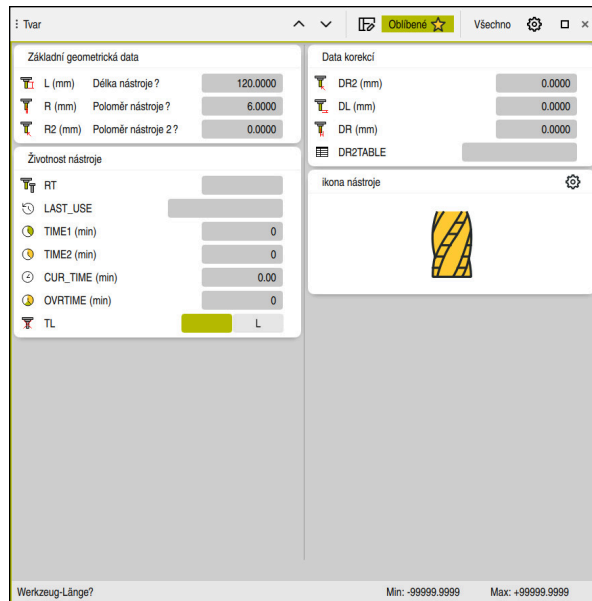 Tvar
Oblíbené
Všechno
Základní geometrická data
L (mm) Délka nástroje? 120.0000
R (mm) Poloměr nástroje? 6.0000
R2 (mm) Poloměr nástroje 2? 0.0000
Životnost nástroje
RT
LAST_USE
TIME1 (min) 0
TIME2 (min) 0
CUR_TIME (min) 0.00
OVRTIME (min) 0
TL L
Data korekcí
DR2 (mm) 0.0000
DL (mm) 0.0000
DR (mm) 0.0000
DR2TABLE
ikona nástroje
Werkzeug-Länge? Min: -99999.9999 Max: +99999.9999